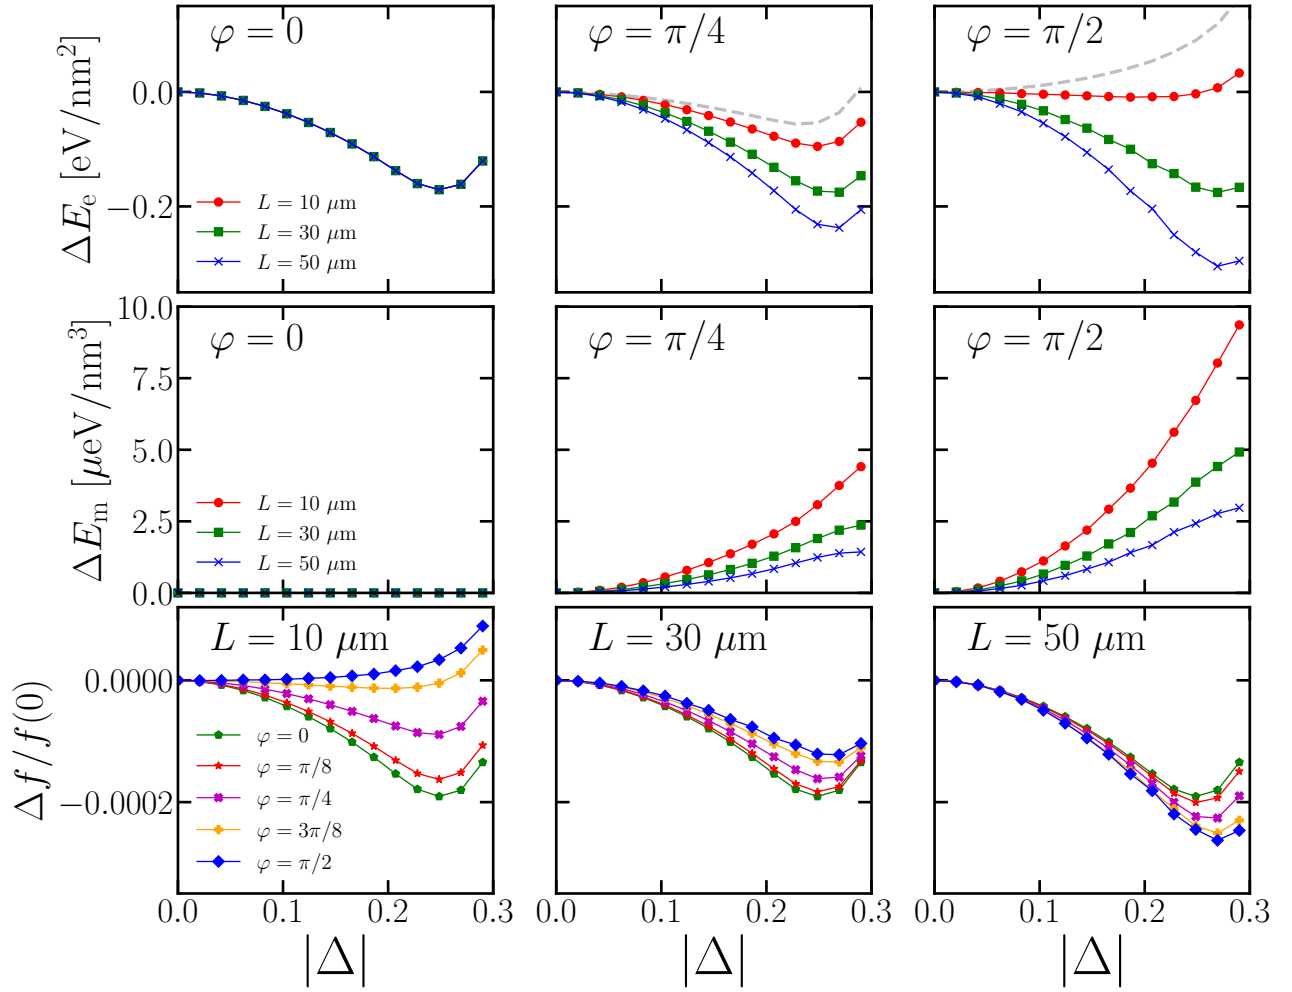 φ = 0
φ = π/4
φ = π/2
ΔE_e [eV/nm²]
0.0
−0.2
L = 10 μm
L = 30 μm
L = 50 μm
φ = 0
φ = π/4
φ = π/2
ΔE_m [μeV/nm³]
10.0
7.5
5.0
2.5
0.0
L = 10 μm
L = 30 μm
L = 50 μm
L = 10 μm
L = 30 μm
L = 50 μm
Δf/f(0)
0.0000
−0.0002
φ = 0
φ = π/8
φ = π/4
φ = 3π/8
φ = π/2
0.0 0.1 0.2 0.3
0.0 0.1 0.2 0.3
0.0 0.1 0.2 0.3
|Δ|
|Δ|
|Δ|